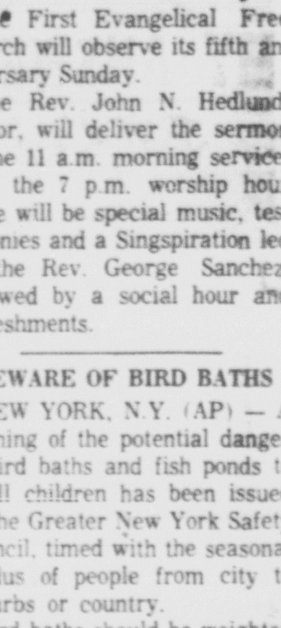 e First Evangelical Free
rch will observe its fifth an
rsary Sunday.
e Rev. John N. Hedlund,
or, will deliver the sermon
he 11 a.m. morning service.
the 7 p.m. worship hou
e will be special music, tes
nies and a Singspiration led
the Rev. George Sanchez,
wed by a social hour and
eshments.
EWARE OF BIRD BATHS
EW YORK, N.Y. (AP) — A
ning of the potential dange
ird baths and fish ponds t
ll children has been issue
he Greater New York Safet
ncil, timed with the seasona
dus of people from city t
urbs or country.